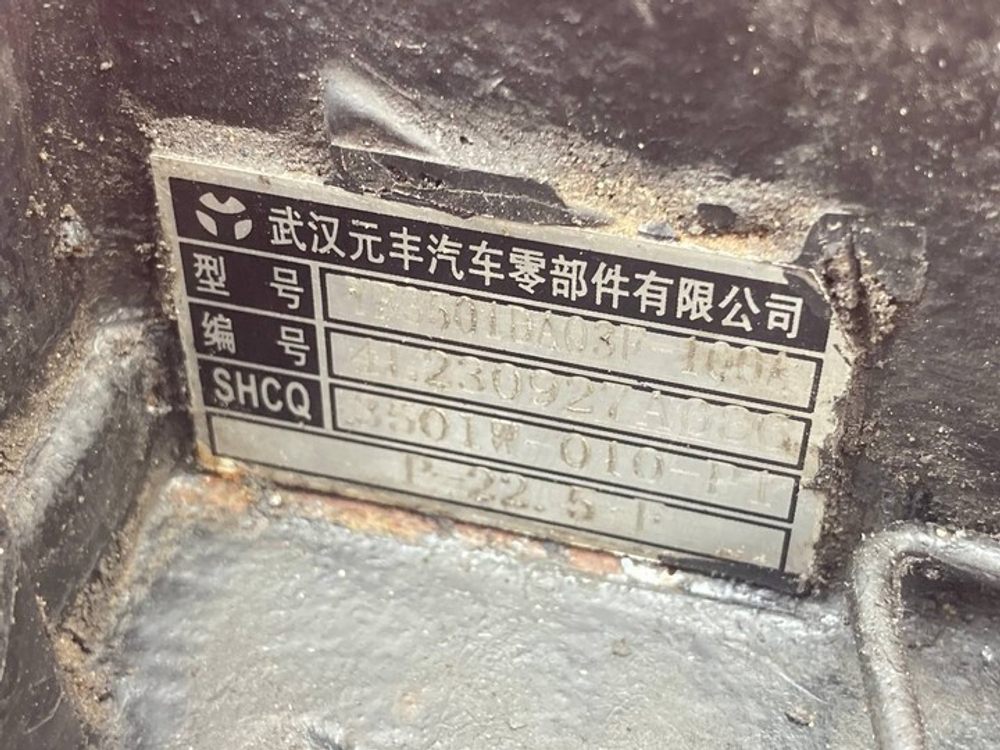 武汉元丰汽车零部件有限公司
型 号
编 号 4L230927A
SHCQ 3501W-010-P1
P-22.5-F